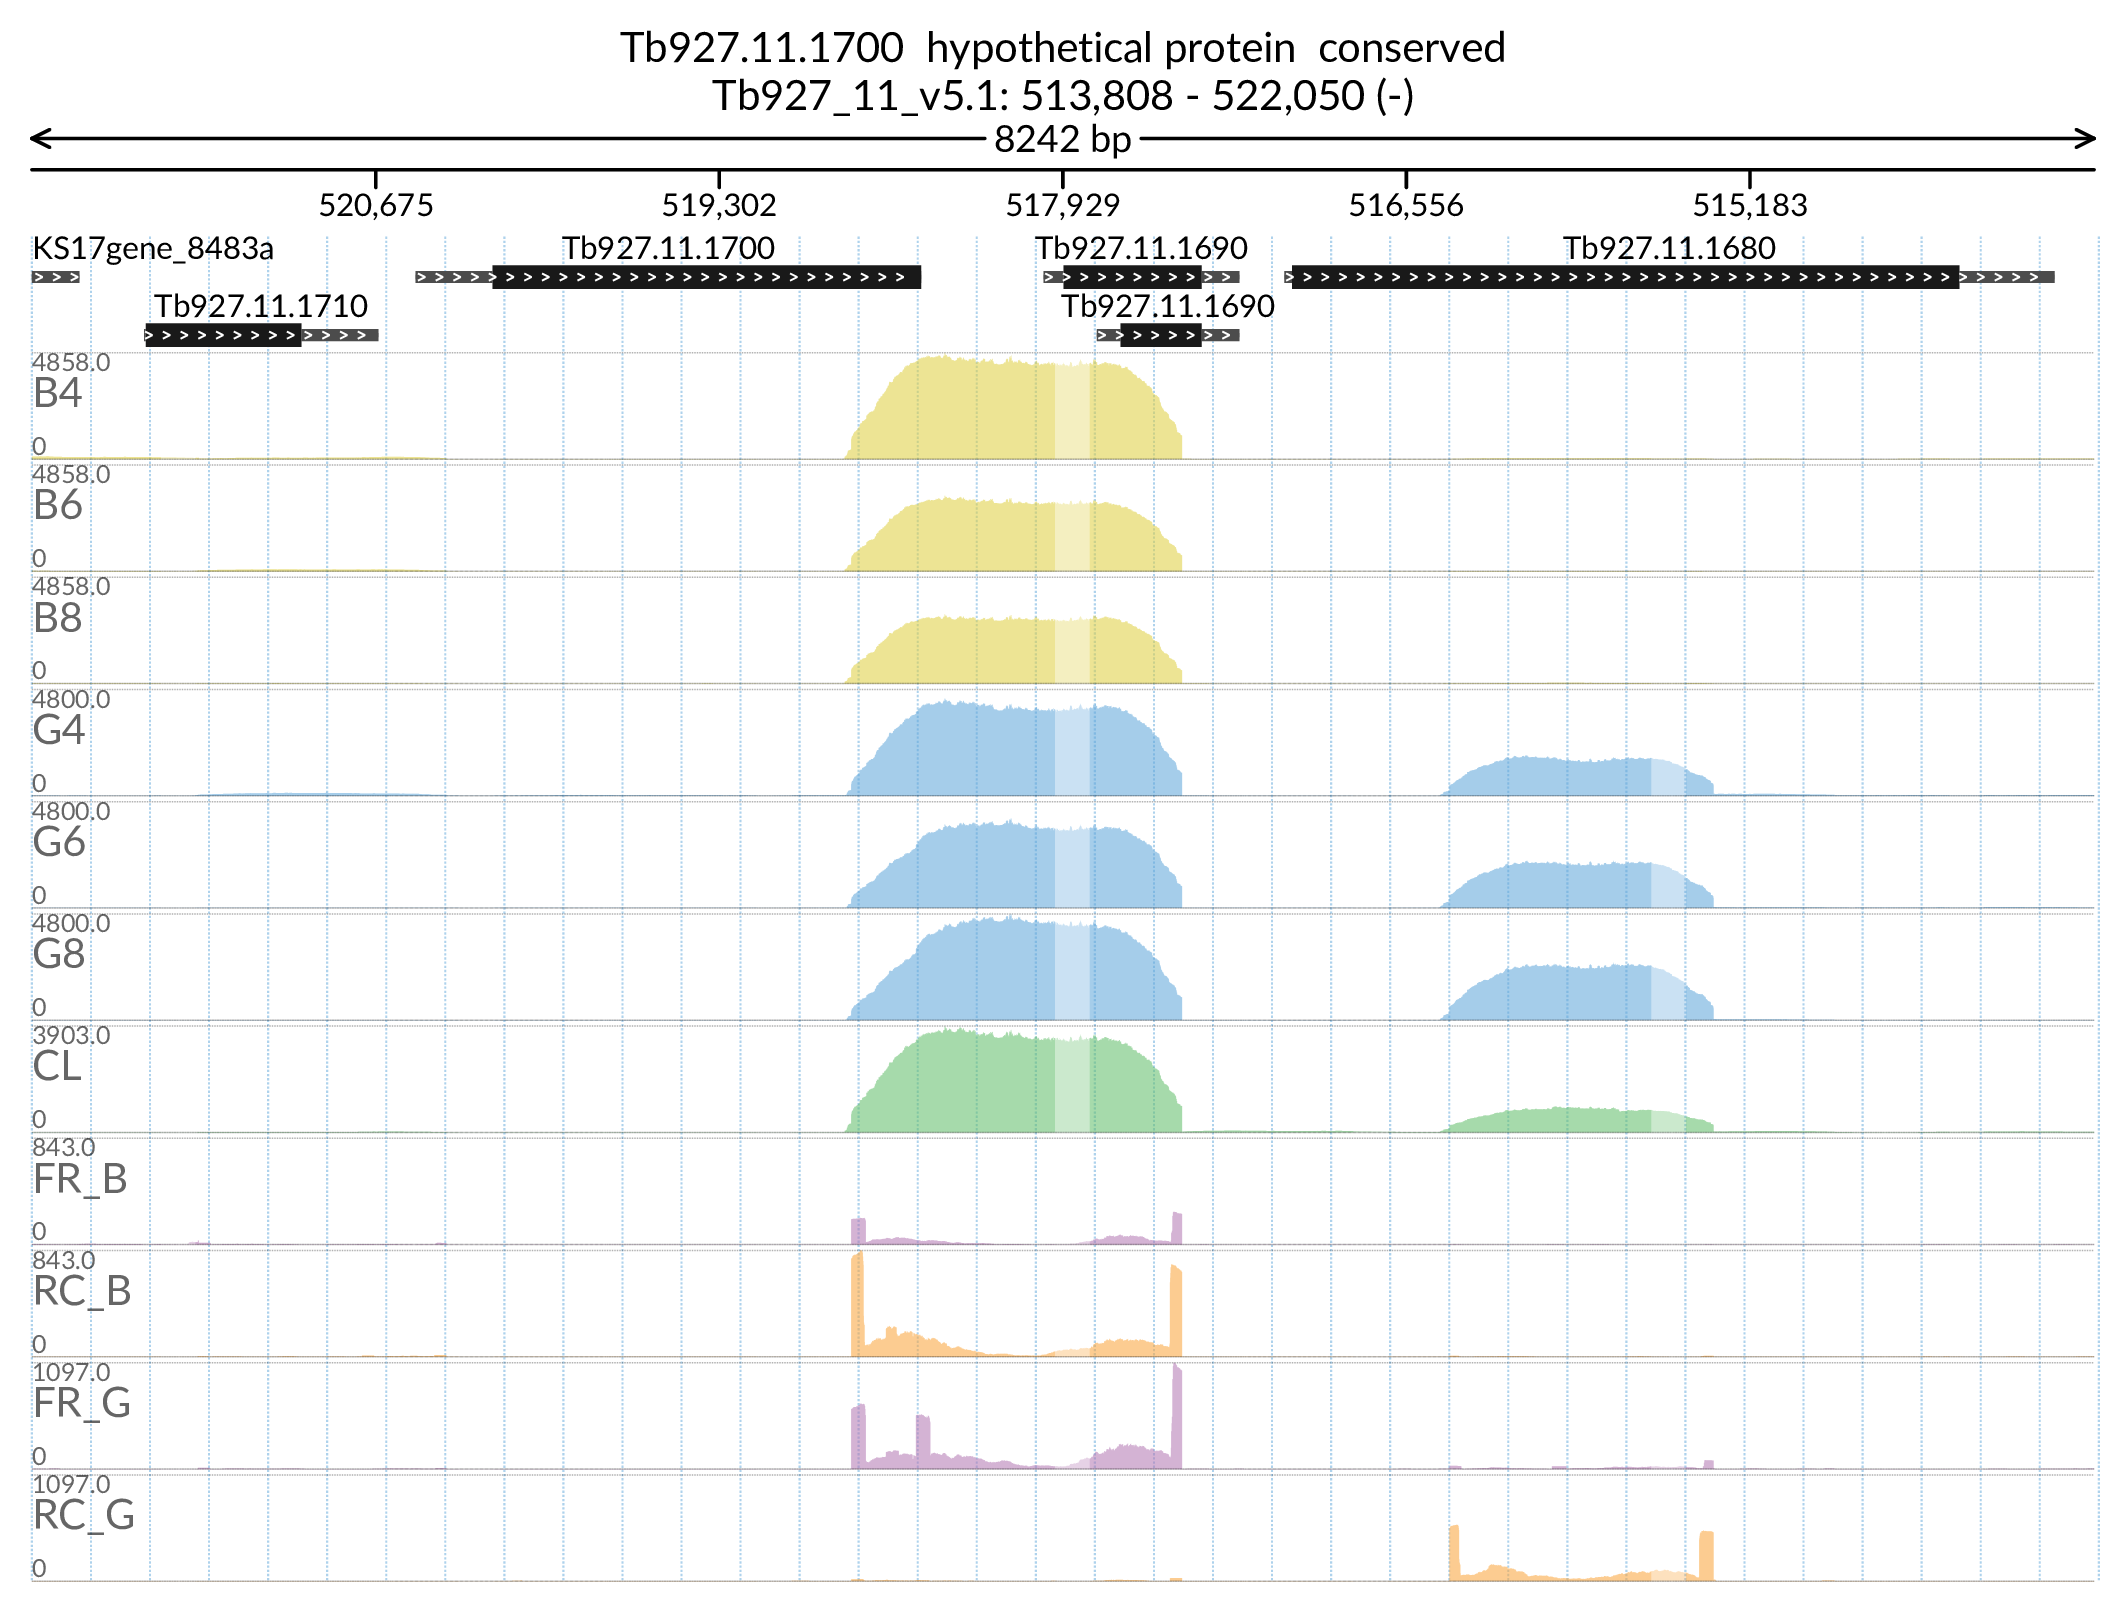 Tb927.11.1700 hypothetical protein conserved
Tb927_11_v5.1: 513,808 - 522,050 (-)
8242 bp
520,675 519,302 517,929 516,556 515,183
KS17gene_8483a Tb927.11.1700 Tb927.11.1690 Tb927.11.1680
Tb927.11.1710 Tb927.11.1690
4858.0
B4
0
4858.0
B6
0
4858.0
B8
0
4800.0
G4
0
4800.0
G6
0
4800.0
G8
0
3903.0
CL
0
843.0
FR_B
0
843.0
RC_B
0
1097.0
FR_G
0
1097.0
RC_G
0